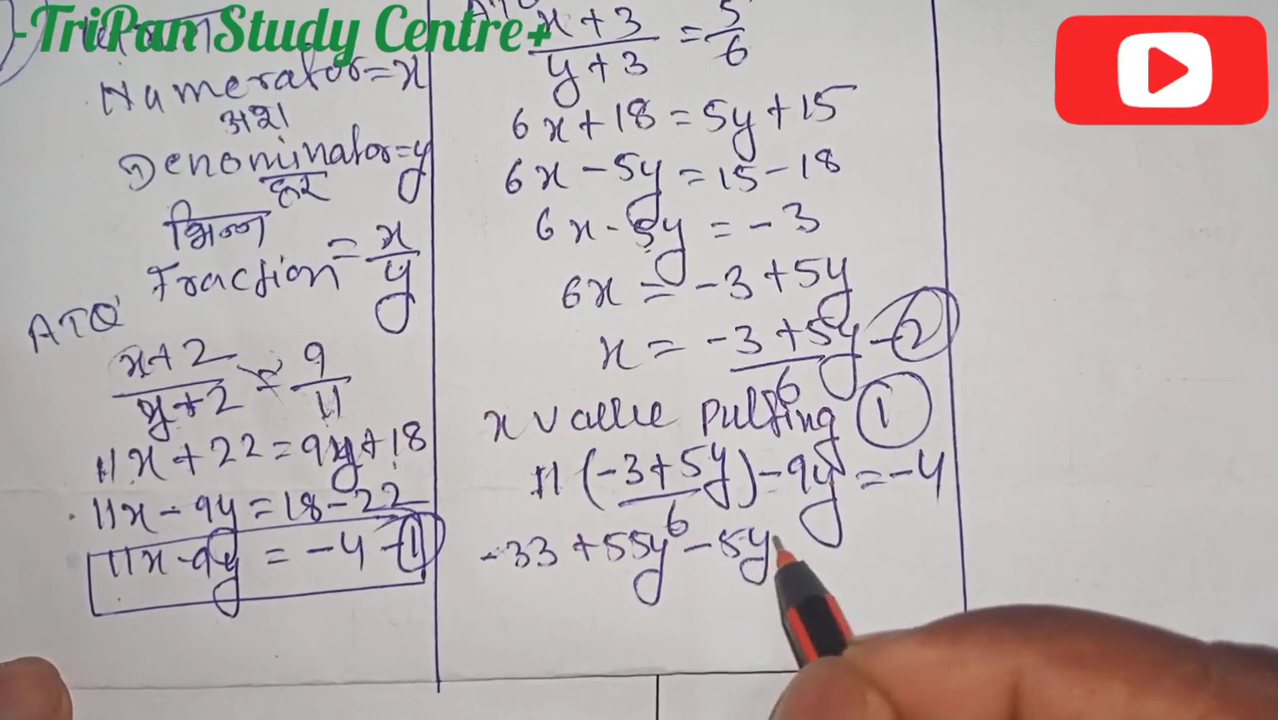 -TriPan Study Centre+
Numerator=x
अंश
Denominator=y
हर
भिन्न
Fraction = x/y
ATQ
x+2/y+2 = 9/11
11x+22=9y+18
11x-9y=18-22
11x-9y = -4 -①
x+3/y+3 = 5/6
6x+18=5y+15
6x-5y=15-18
6x-5y = -3
6x = -3+5y
x = -3+5y/6 -②
x value putting ①
11(-3+5y/6)-9y=-4
-33+55y-5y